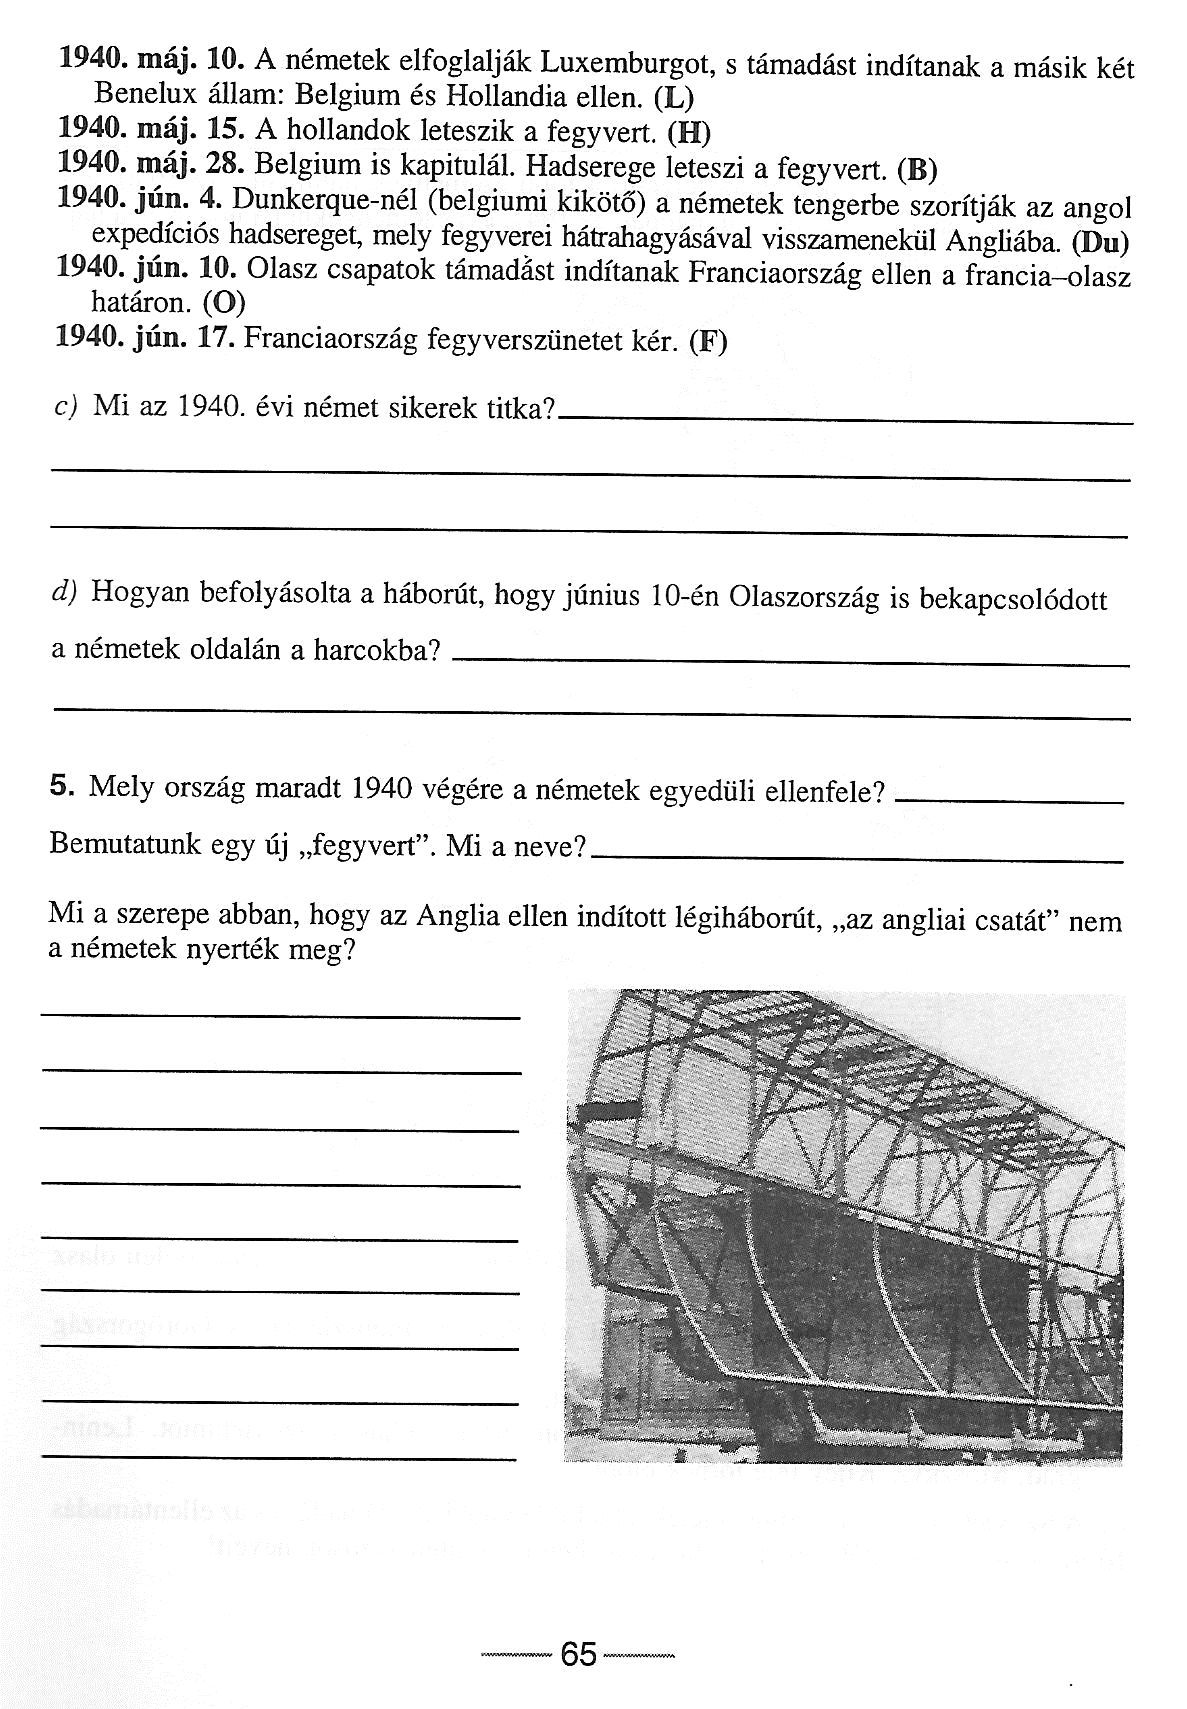 1940. máj. 10. A németek elfoglalják Luxemburgot, s támadást indítanak a másik két
Benelux állam: Belgium és Hollandia ellen. (L)
1940. máj. 15. A hollandok leteszik a fegyvert. (H)
1940. máj. 28. Belgium is kapitulál. Hadserege leteszi a fegyvert. (B)
1940. jún. 4. Dunkerque-nél (belgiumi kikötő) a németek tengerbe szorítják az angol
expedíciós hadsereget, mely fegyverei hátrahagyásával visszamenekül Angliába. (Du)
1940. jún. 10. Olasz csapatok támadást indítanak Franciaország ellen a francia–olasz
határon. (O)
1940. jún. 17. Franciaország fegyverszünetet kér. (F)
c) Mi az 1940. évi német sikerek titka?
d) Hogyan befolyásolta a háborút, hogy június 10-én Olaszország is bekapcsolódott
a németek oldalán a harcokba?
5. Mely ország maradt 1940 végére a németek egyedüli ellenfele?
Bemutatunk egy új „fegyvert”. Mi a neve?
Mi a szerepe abban, hogy az Anglia ellen indított légiháborút, „az angliai csatát” nem
a németek nyerték meg?
65